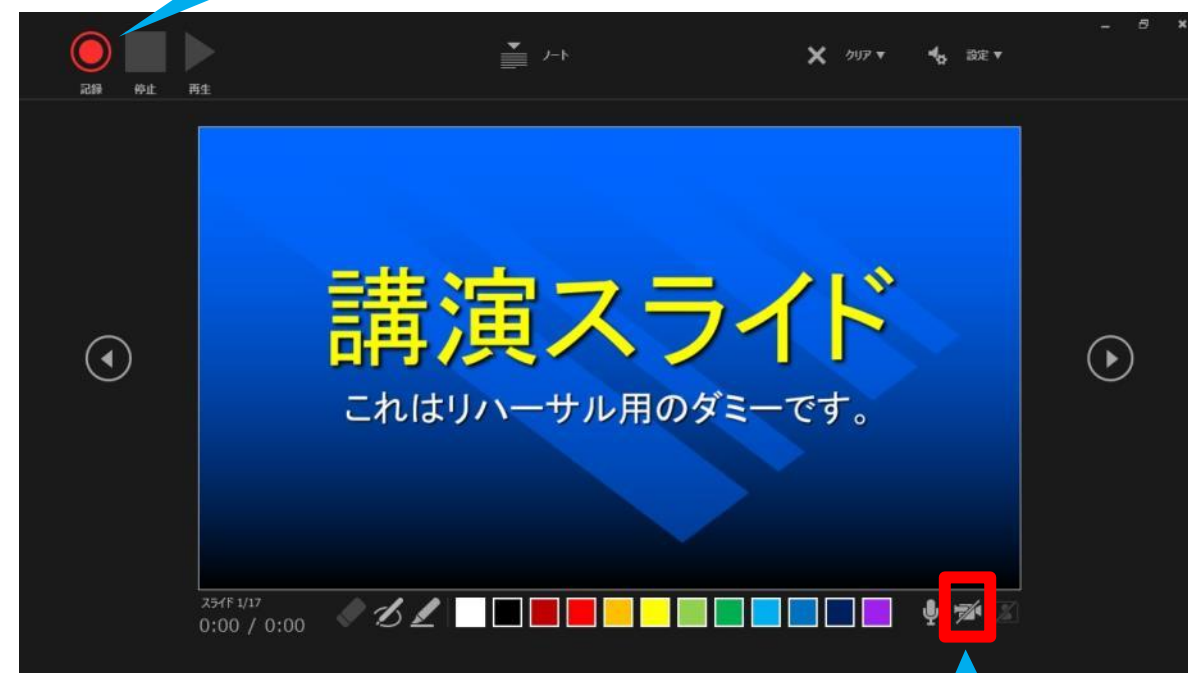 記録 停止 再生
ノート
クリア
設定
講演スライド
これはリハーサル用のダミーです。
スライド 1/17
0:00 / 0:00